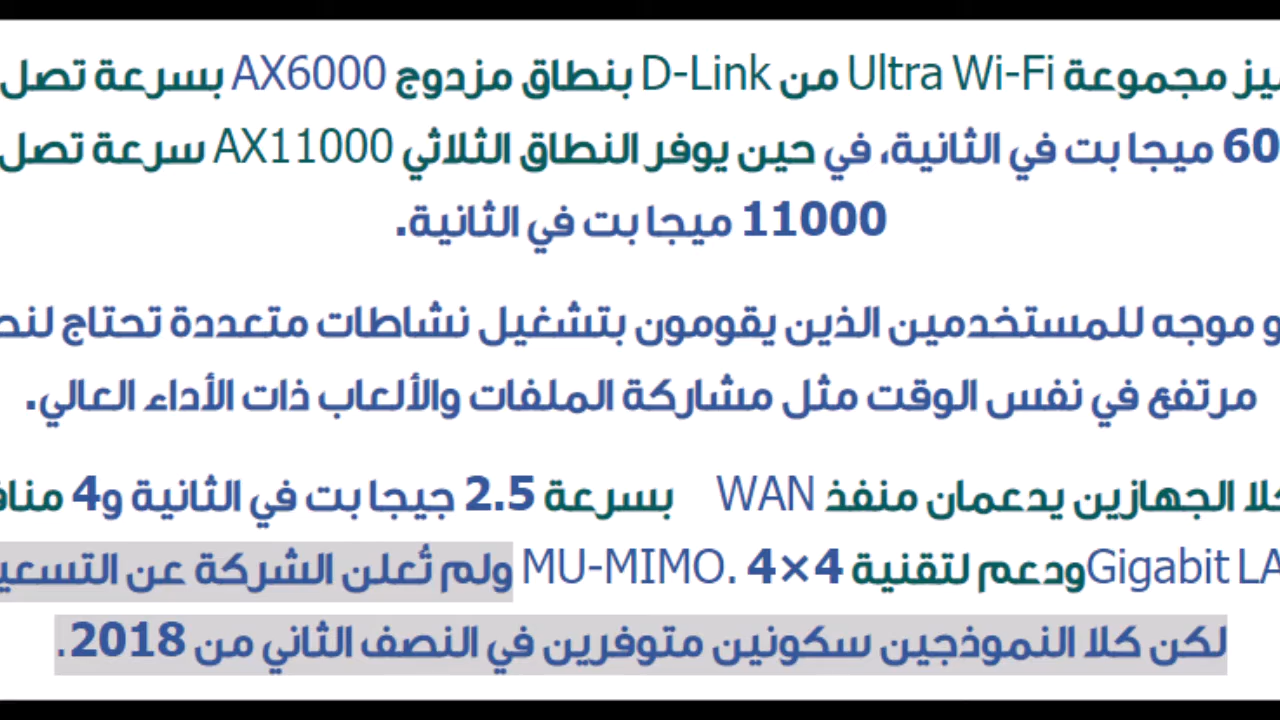 مجموعة Ultra Wi-Fi من D-Link بنطاق مزدوج AX6000 بسرعة تصل
60 ميجا بت في الثانية، في حين يوفر النطاق الثلاثي AX11000 سرعة تصل
11000 ميجا بت في الثانية.
و موجه للمستخدمين الذين يقومون بتشغيل نشاطات متعددة تحتاج
مرتفع في نفس الوقت مثل مشاركة الملفات والألعاب ذات الأداء العالي.
كلا الجهازين يدعمان منفذ WAN بسرعة 2.5 جيجا بت في الثانية و4
Gigabit LA ودعم لتقنية 4×4 MU-MIMO. ولم تُعلن الشركة عن
لكن كلا النموذجين سكونين متوفرين في النصف الثاني من 2018.